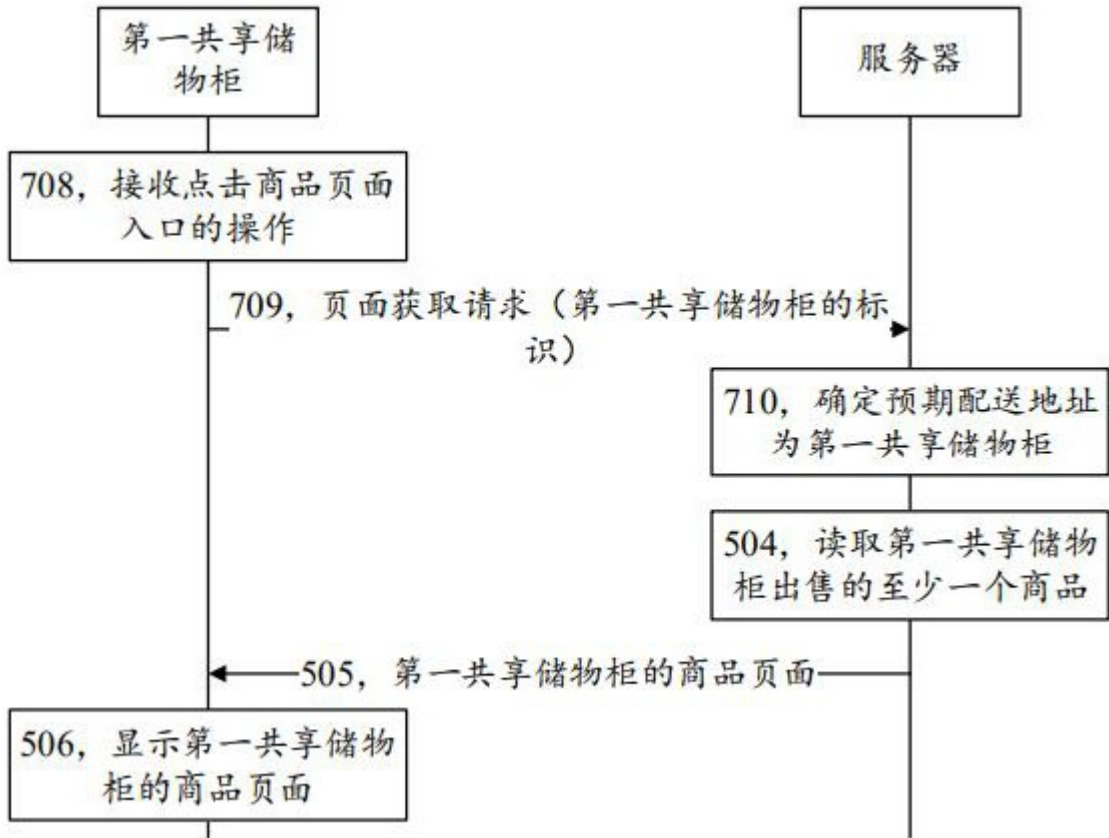 第一共享储
物柜
服务器
708，接收点击商品页面
入口的操作
709，页面获取请求（第一共享储物柜的标
识）
710，确定预期配送地址
为第一共享储物柜
504，读取第一共享储物
柜出售的至少一个商品
505，第一共享储物柜的商品页面
506，显示第一共享储物
柜的商品页面